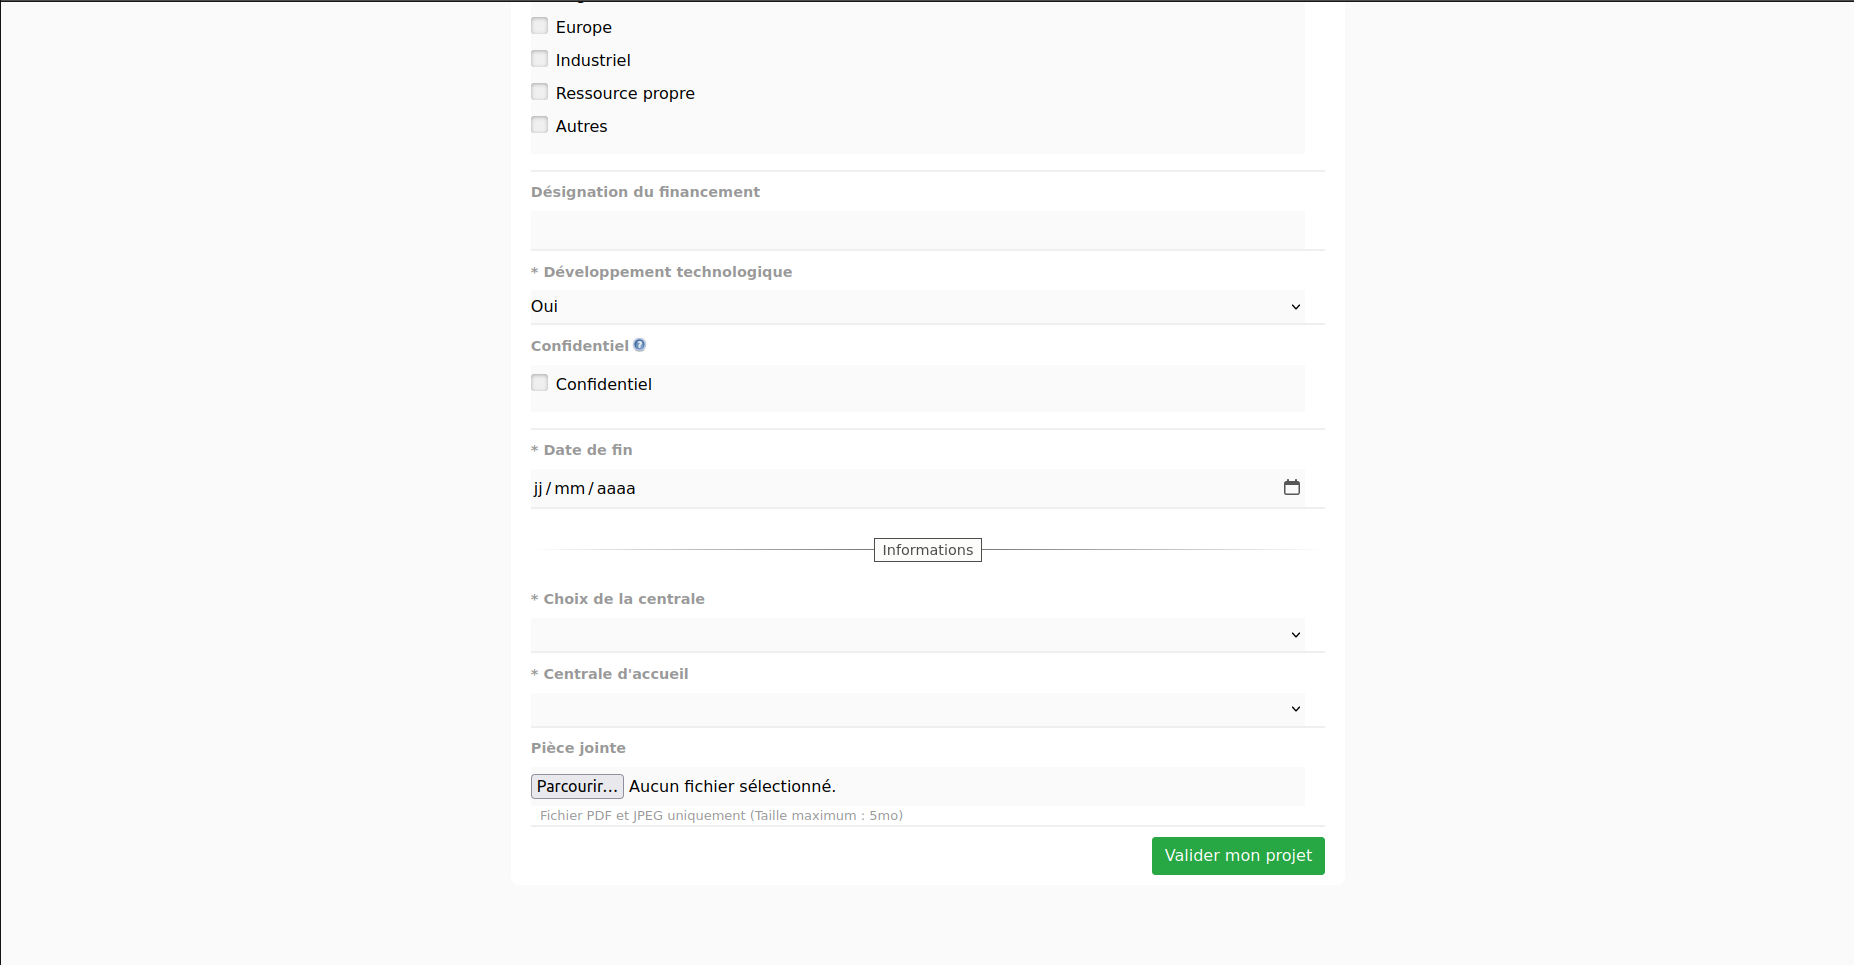 Europe
Industriel
Ressource propre
Autres
Désignation du financement
* Développement technologique
Oui
Confidentiel ?
Confidentiel
* Date de fin
jj/mm/aaaa
Informations
* Choix de la centrale
* Centrale d'accueil
Pièce jointe
Parcourir... Aucun fichier sélectionné.
Fichier PDF et JPEG uniquement (Taille maximum : 5mo)
Valider mon projet